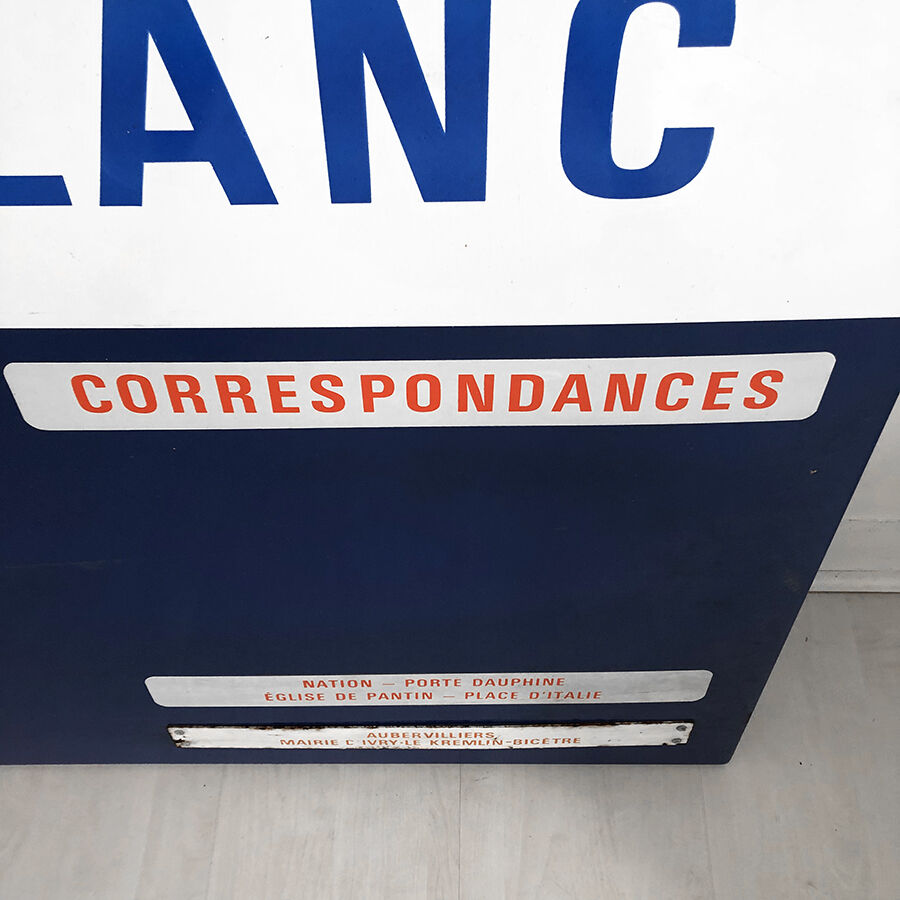 LANC
CORRESPONDANCES
NATION – PORTE DAUPHINE
ÉGLISE DE PANTIN – PLACE D'ITALIE
AUBERVILLIERS
MAIRIE D'IVRY-LE KREMLIN-BICÊTRE